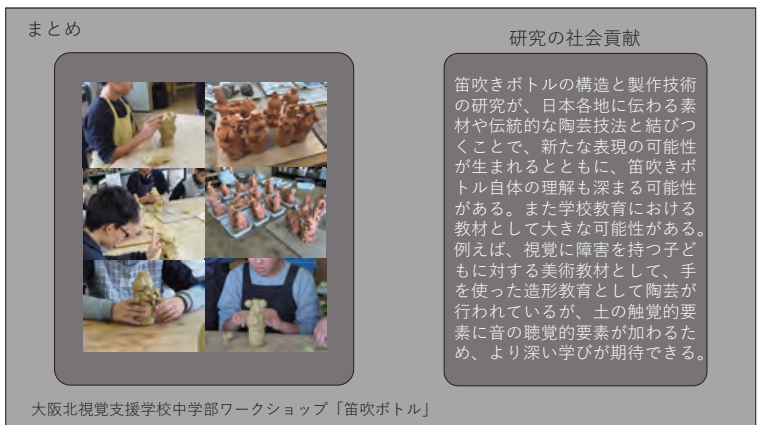 まとめ
研究の社会貢献
笛吹きボトルの構造と製作技術
の研究が、日本各地に伝わる素
材や伝統的な陶芸技法と結びつ
くことで、新たな表現の可能性
が生まれるとともに、笛吹きボ
トル自体の理解も深まる可能性
がある。また学校教育における
教材として大きな可能性がある。
例えば、視覚に障害を持つ子ど
もに対する美術教材として、手
を使った造形教育として陶芸が
行われているが、土の触覚的要
素に音の聴覚的要素が加わるた
め、より深い学びが期待できる。
大阪北視覚支援学校中学部ワークショップ「笛吹ボトル」